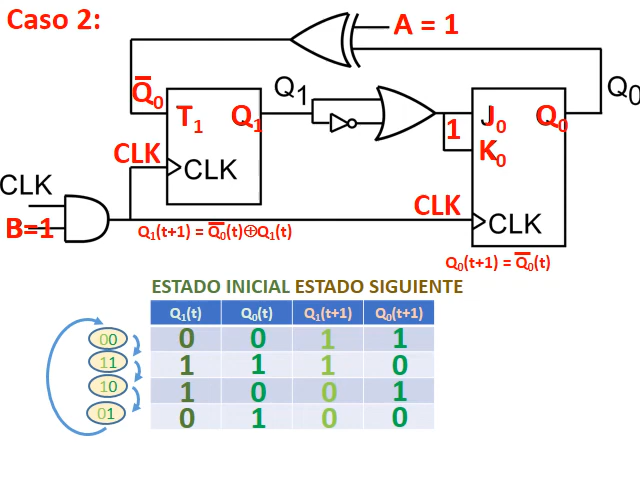 Caso 2:
A = 1
Q̅₀
Q₁
Q₀
T₁ Q₁
J₀ Q₀
1
K₀
CLK
CLK
CLK
B=1
CLK
CLK
Q₁(t+1) = Q̅₀(t)⊕Q₁(t)
Q₀(t+1) = Q̅₀(t)
ESTADO INICIAL ESTADO SIGUIENTE
Q₁(t) Q₀(t) Q₁(t+1) Q₀(t+1)
00
0 0 1 1
11
1 1 1 0
10
1 0 0 1
01
0 1 0 0